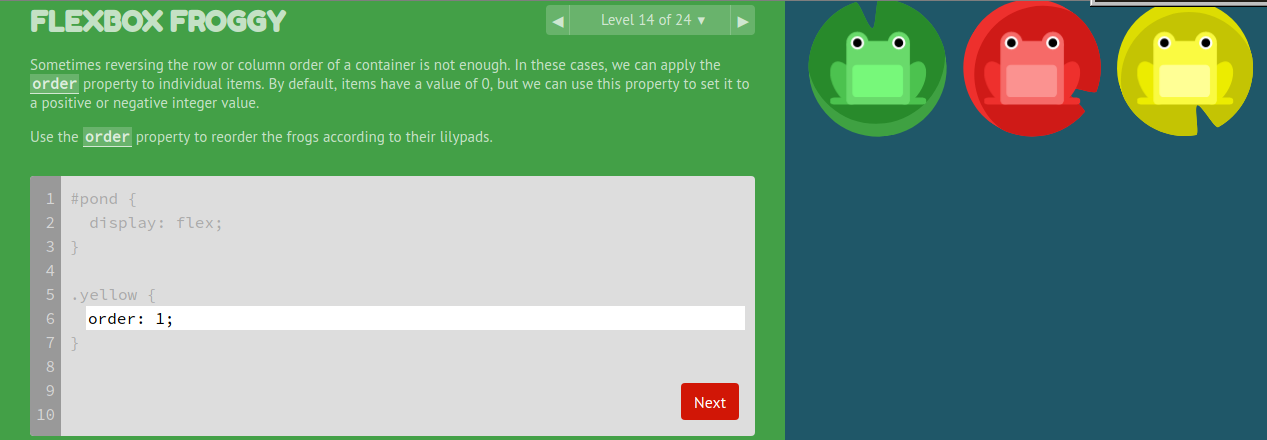 FLEXBOX FROGGY
◀ Level 14 of 24 ▾ ▶
Sometimes reversing the row or column order of a container is not enough. In these cases, we can apply the
order property to individual items. By default, items have a value of 0, but we can use this property to set it to
a positive or negative integer value.
Use the order property to reorder the frogs according to their lilypads.
1 #pond {
2 display: flex;
3 }
4
5 .yellow {
6 order: 1;
7 }
8
9
10
Next